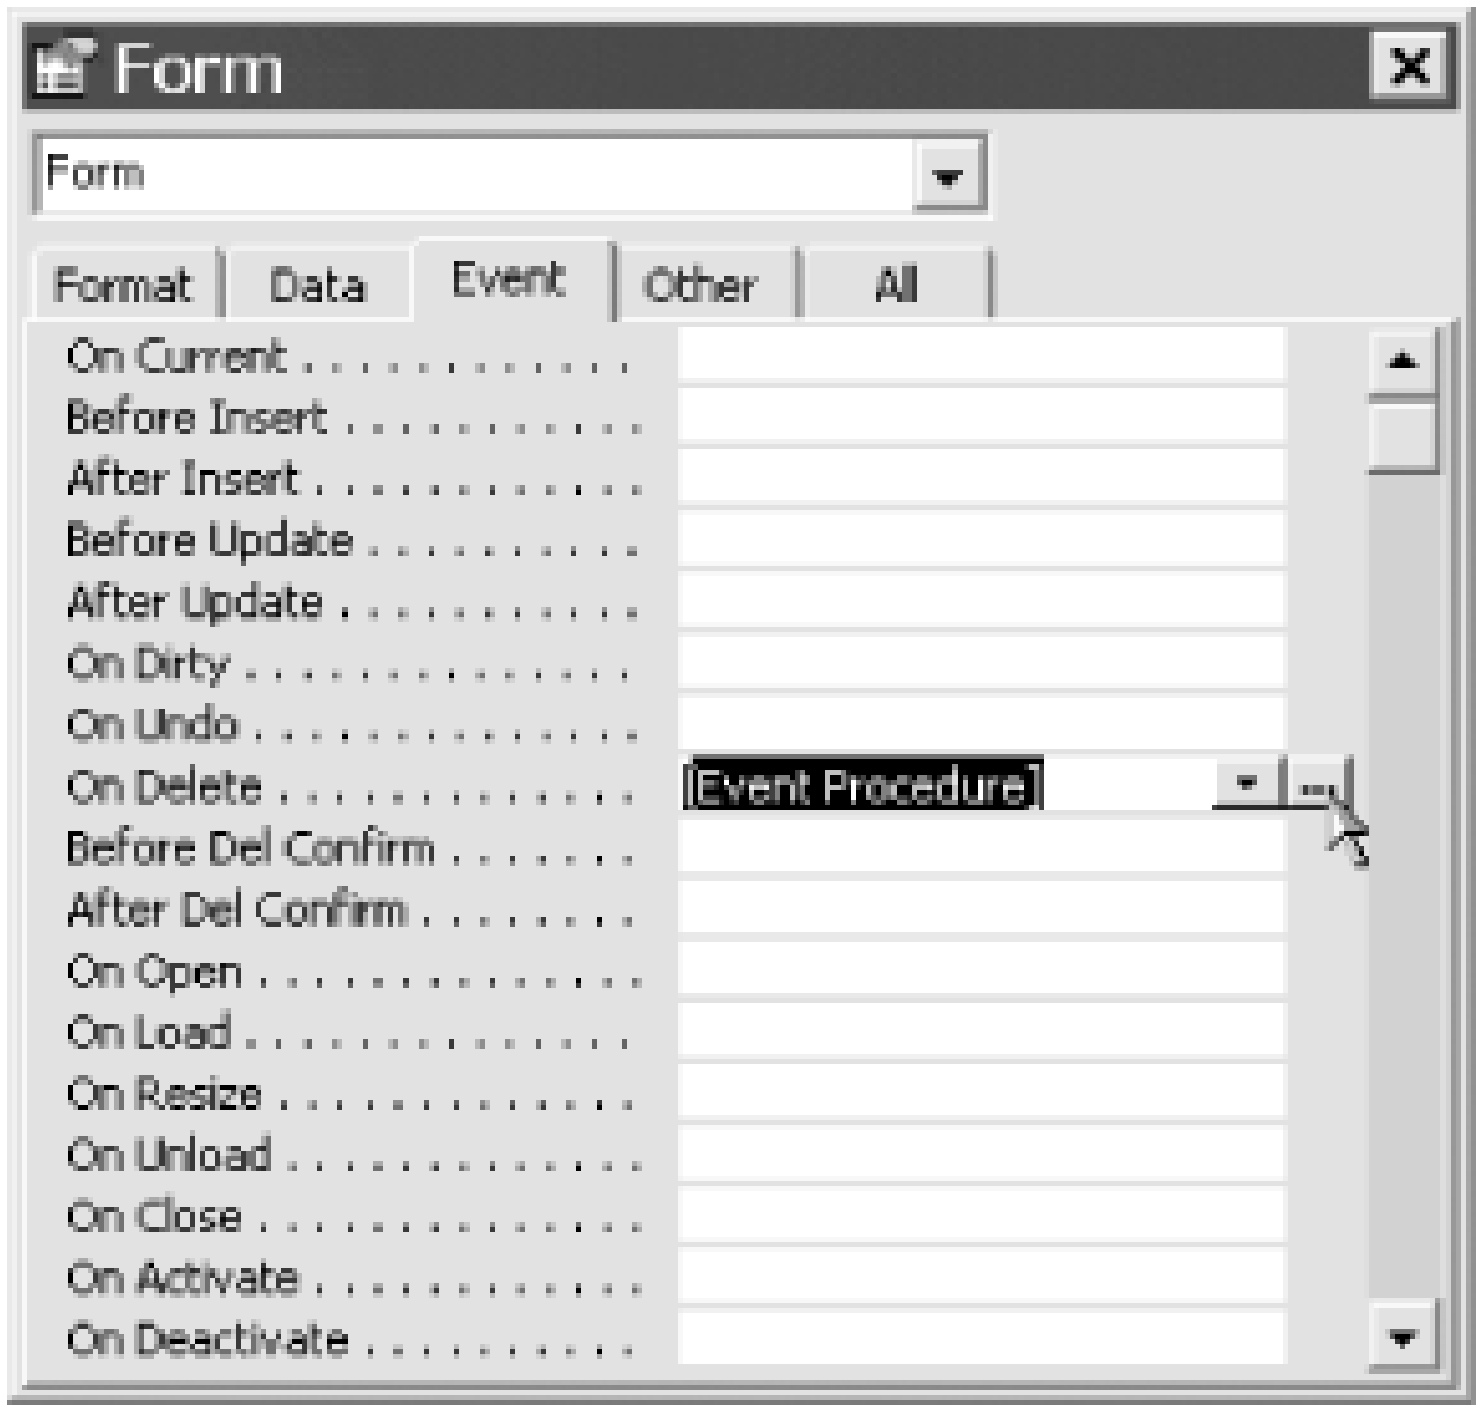 Form
Form
Format Data Event Other All
On Current . . . . . . . . . . . .
Before Insert . . . . . . . . . . .
After Insert . . . . . . . . . . . .
Before Update . . . . . . . . . .
After Update . . . . . . . . . . .
On Dirty . . . . . . . . . . . . . .
On Undo . . . . . . . . . . . . . .
On Delete . . . . . . . . . . . . . [Event Procedure] ...
Before Del Confirm . . . . . . .
After Del Confirm . . . . . . . .
On Open . . . . . . . . . . . . . .
On Load . . . . . . . . . . . . . .
On Resize . . . . . . . . . . . . .
On Unload . . . . . . . . . . . . .
On Close . . . . . . . . . . . . . .
On Activate . . . . . . . . . . . .
On Deactivate . . . . . . . . . .